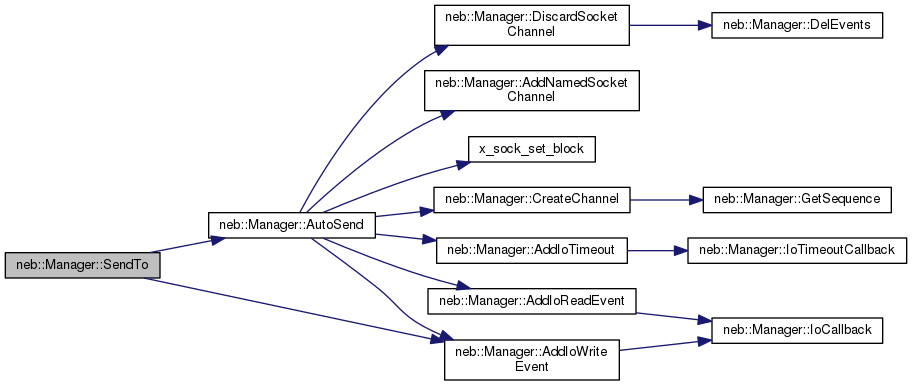 neb::Manager::SendTo
neb::Manager::AutoSend
neb::Manager::DiscardSocket
Channel
neb::Manager::AddNamedSocket
Channel
x_sock_set_block
neb::Manager::CreateChannel
neb::Manager::AddIoTimeout
neb::Manager::AddIoReadEvent
neb::Manager::AddIoWrite
Event
neb::Manager::DelEvents
neb::Manager::GetSequence
neb::Manager::IoTimeoutCallback
neb::Manager::IoCallback